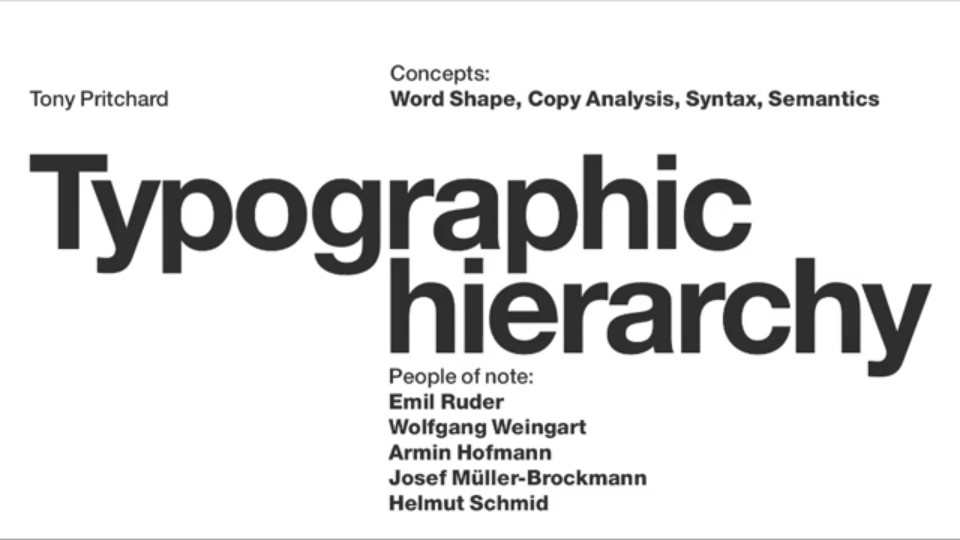 Tony Pritchard
Concepts:
Word Shape, Copy Analysis, Syntax, Semantics
Typographic
hierarchy
People of note:
Emil Ruder
Wolfgang Weingart
Armin Hofmann
Josef Müller-Brockmann
Helmut Schmid